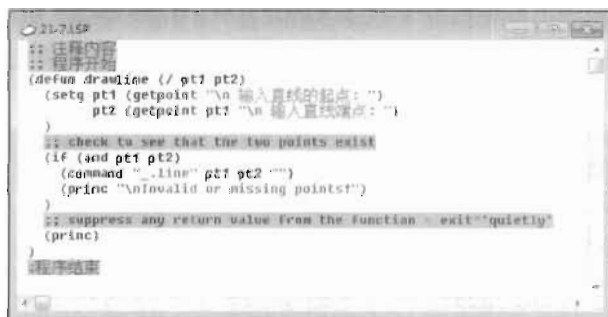 21-7.LSP
;; 注释内容
;; 程序开始
(defun drawline (/ pt1 pt2)
(setq pt1 (getpoint "\n 输入直线的起点: ")
pt2 (getpoint pt1 "\n 输入直线端点: ")
)
;; check to see that the two points exist
(if (and pt1 pt2)
(command "_.line" pt1 pt2 "")
(princ "\nInvalid or missing points!")
)
;; suppress any return value from the function - exit 'quietly'
(princ)
)
;程序结束